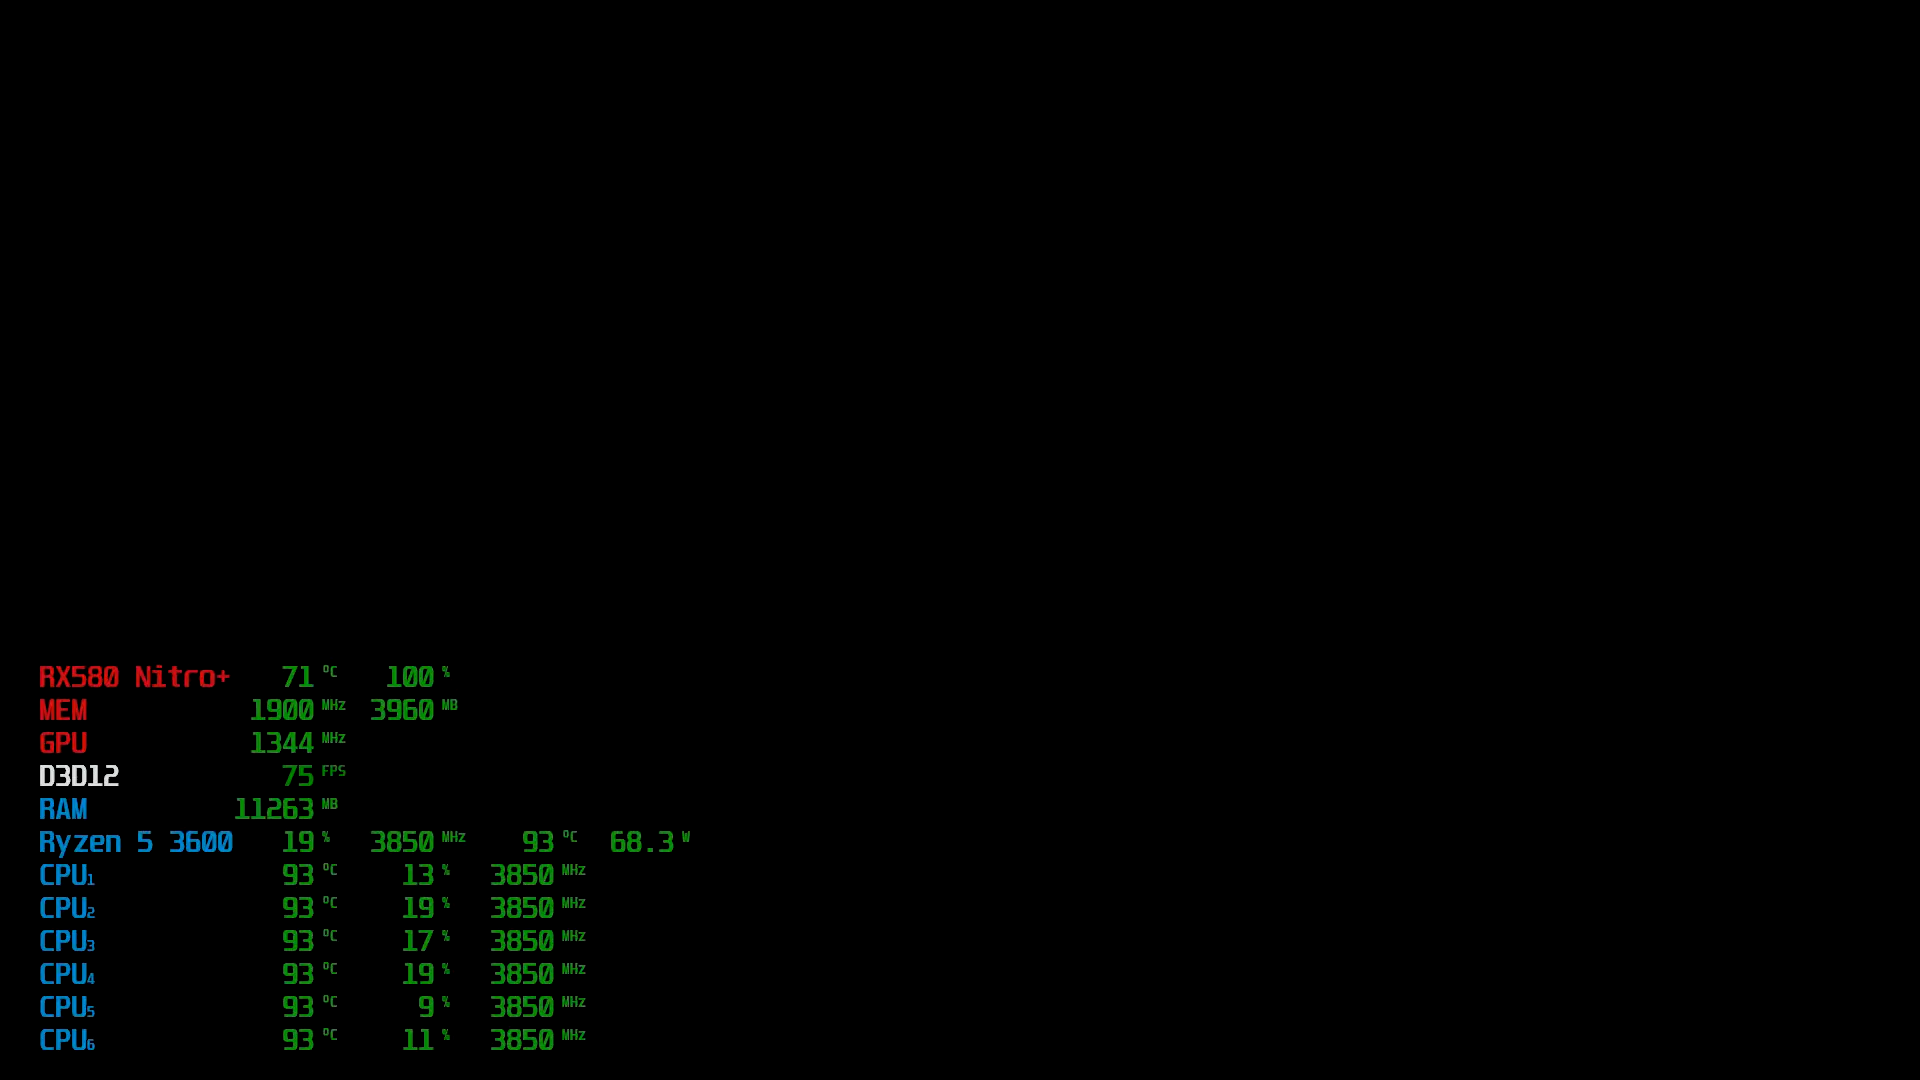 RX580 Nitro+ 71 °C 100 %
MEM 1900 MHz 3960 MB
GPU 1344 MHz
D3D12 75 FPS
RAM 11263 MB
Ryzen 5 3600 19 % 3850 MHz 93 °C 68.3 W
CPU1 93 °C 13 % 3850 MHz
CPU2 93 °C 19 % 3850 MHz
CPU3 93 °C 17 % 3850 MHz
CPU4 93 °C 19 % 3850 MHz
CPU5 93 °C 9 % 3850 MHz
CPU6 93 °C 11 % 3850 MHz